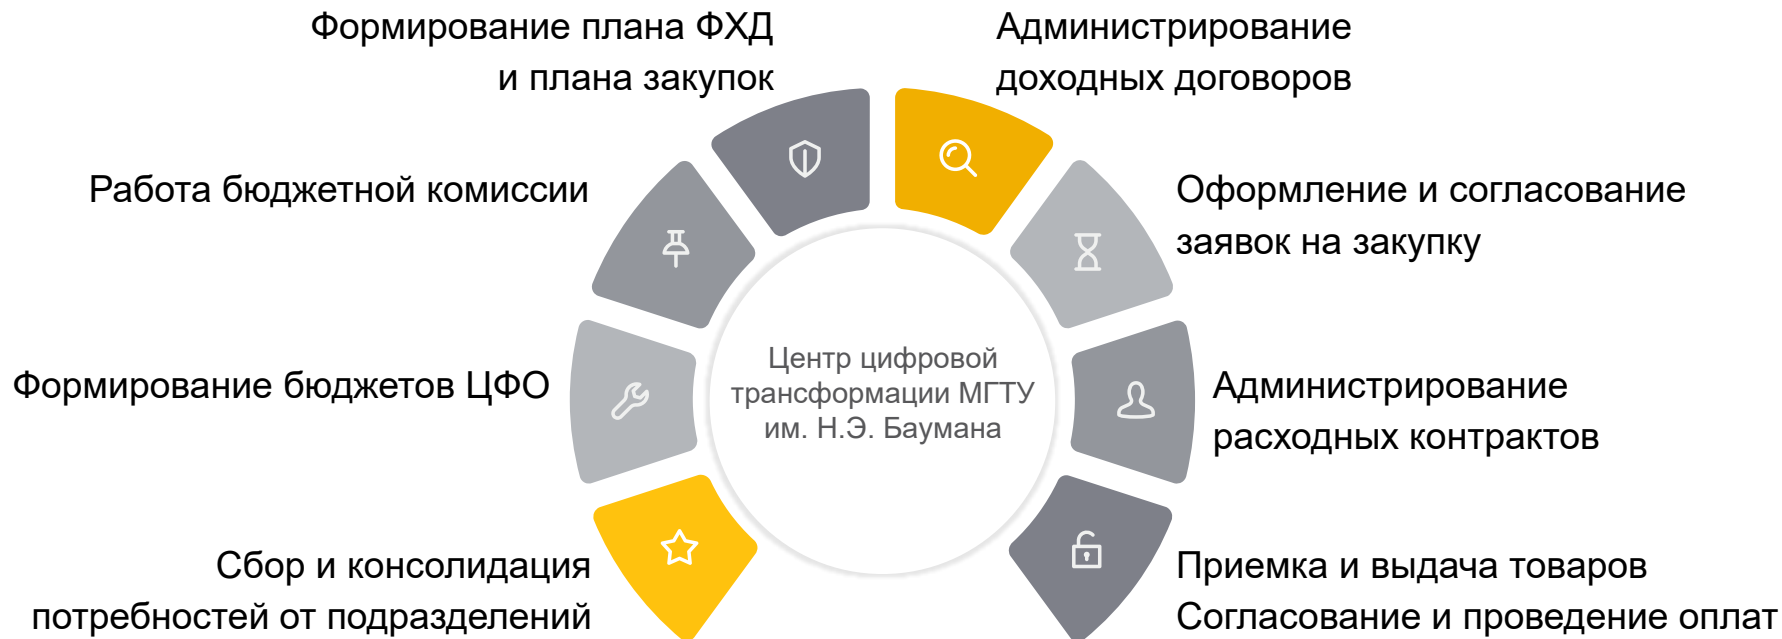 Формирование плана ФХД
и плана закупок
Администрирование
доходных договоров
Работа бюджетной комиссии
Оформление и согласование
заявок на закупку
Формирование бюджетов ЦФО
Центр цифровой
трансформации МГТУ
им. Н.Э. Баумана
Администрирование
расходных контрактов
Сбор и консолидация
потребностей от подразделений
Приемка и выдача товаров
Согласование и проведение оплат